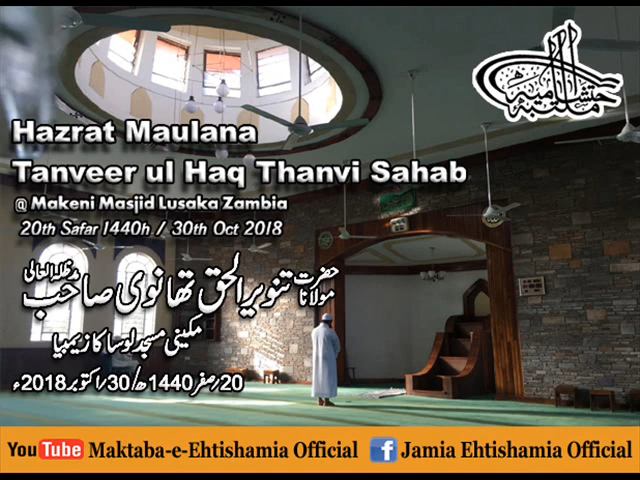 Hazrat Maulana
Tanveer ul Haq Thanvi Sahab
@ Makeni Masjid Lusaka Zambia
20th Safar 1440h / 30th Oct 2018
حضرت مولانا تنویر الحق تھانوی صاحب مدظلہ العالی
مکینی مسجد لوساکا زیمبیا
20/صفر 1440ھ/30/اکتوبر 2018ء
YouTube Maktaba-e-Ehtishamia Official f Jamia Ehtishamia Official